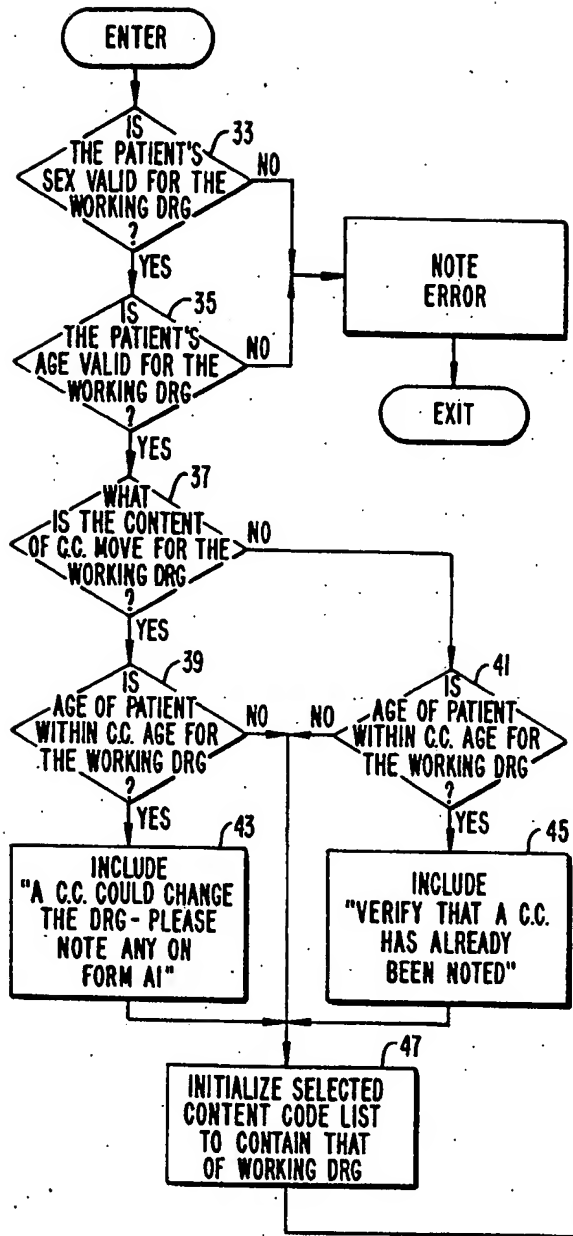 ENTER
33
IS
THE PATIENT'S
SEX VALID FOR THE
WORKING DRG
?
NO
YES
NOTE
ERROR
EXIT
35
IS
THE PATIENT'S
AGE VALID FOR THE
WORKING DRG
?
NO
YES
37
WHAT
IS THE CONTENT
OF C.C. MOVE FOR THE
WORKING DRG
?
NO
YES
39
IS
AGE OF PATIENT
WITHIN C.C. AGE FOR
THE WORKING DRG
?
NO
YES
41
IS
AGE OF PATIENT
WITHIN C.C. AGE FOR
THE WORKING DRG
?
NO
YES
43
INCLUDE
"A C.C. COULD CHANGE
THE DRG - PLEASE
NOTE ANY ON
FORM A1"
45
INCLUDE
"VERIFY THAT A C.C.
HAS ALREADY
BEEN NOTED"
47
INITIALIZE SELECTED
CONTENT CODE LIST
TO CONTAIN THAT
OF WORKING DRG